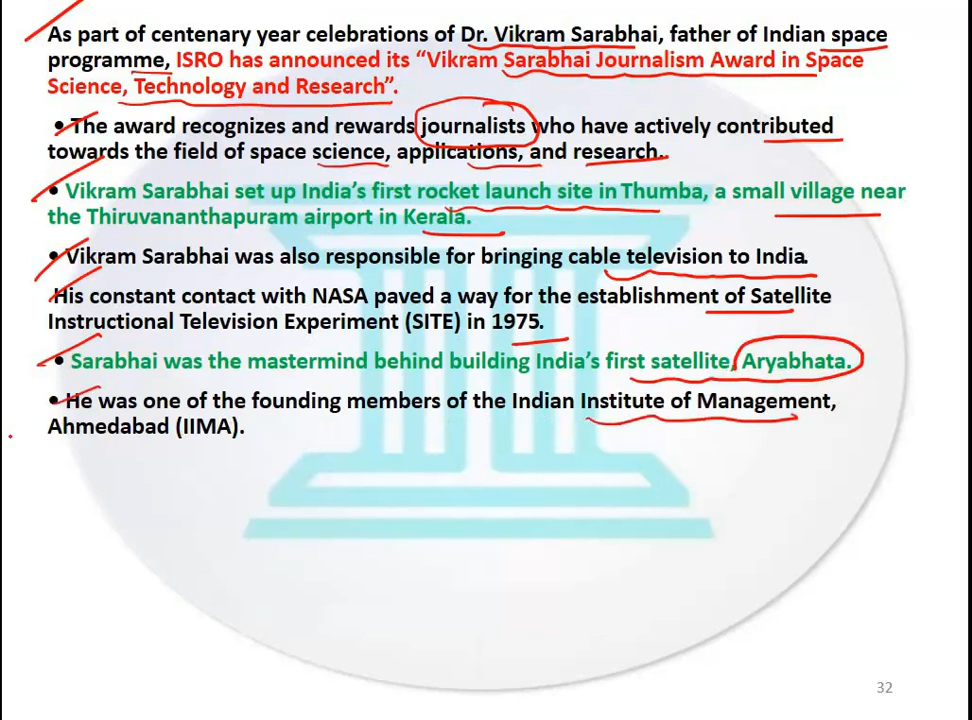 As part of centenary year celebrations of Dr. Vikram Sarabhai, father of Indian space
programme, ISRO has announced its “Vikram Sarabhai Journalism Award in Space
Science, Technology and Research”.
• The award recognizes and rewards journalists who have actively contributed
towards the field of space science, applications, and research.
• Vikram Sarabhai set up India’s first rocket launch site in Thumba, a small village near
the Thiruvananthapuram airport in Kerala.
• Vikram Sarabhai was also responsible for bringing cable television to India.
His constant contact with NASA paved a way for the establishment of Satellite
Instructional Television Experiment (SITE) in 1975.
• Sarabhai was the mastermind behind building India’s first satellite, Aryabhata.
• He was one of the founding members of the Indian Institute of Management,
Ahmedabad (IIMA).
32